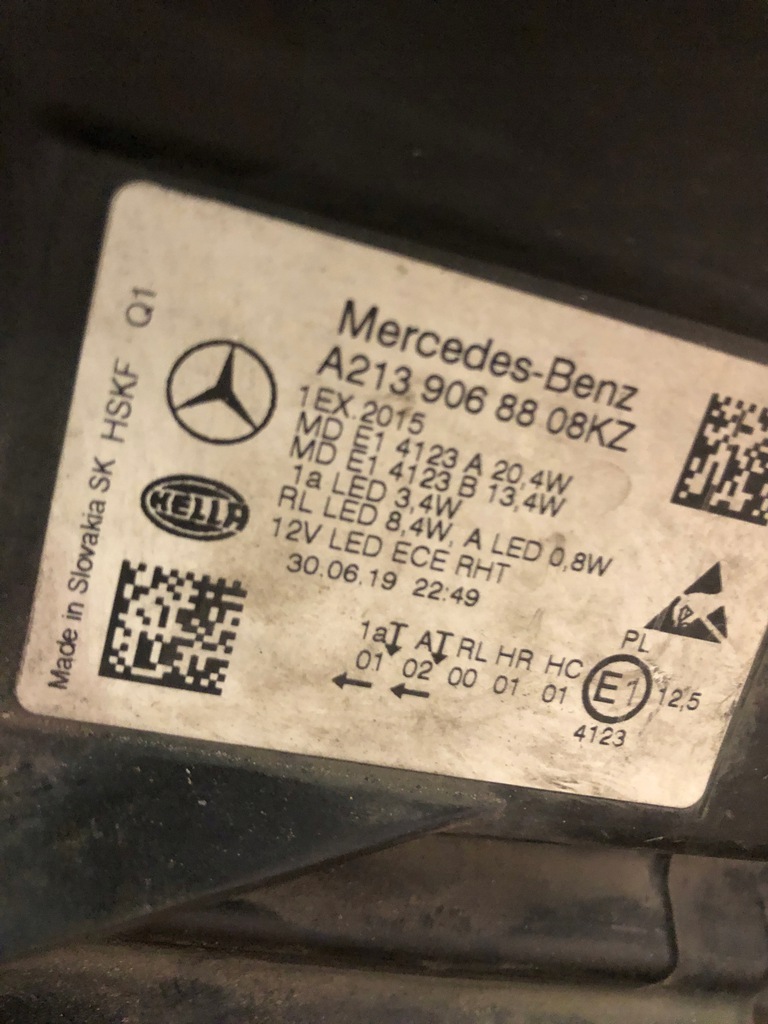 Mercedes-Benz
A213 906 88 08KZ
1EX.2015
MD E1 4123 A 20,4W
MD E1 4123 B 13,4W
1a LED 3,4W
RL LED 8,4W, A LED 0,8W
12V LED ECE RHT
30.06.19 22:49
Made in Slovakia SK HSKF Q1
HELLA
1a A RL HR HC PL
01 02 00 01 01 E1 12,5
4123